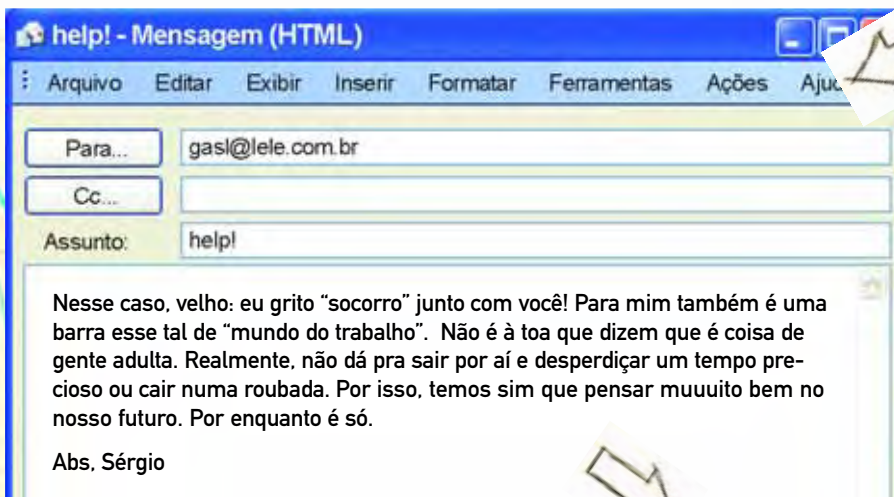 help! - Mensagem (HTML)
Arquivo Editar Exibir Inserir Formatar Ferramentas Ações
Para... gasl@lele.com.br
Cc...
Assunto: help!
Nesse caso, velho: eu grito “socorro” junto com você! Para mim também é uma
barra esse tal de “mundo do trabalho”. Não é à toa que dizem que é coisa de
gente adulta. Realmente, não dá pra sair por aí e desperdiçar um tempo pre-
cioso ou cair numa roubada. Por isso, temos sim que pensar muuuito bem no
nosso futuro. Por enquanto é só.
Abs, Sérgio